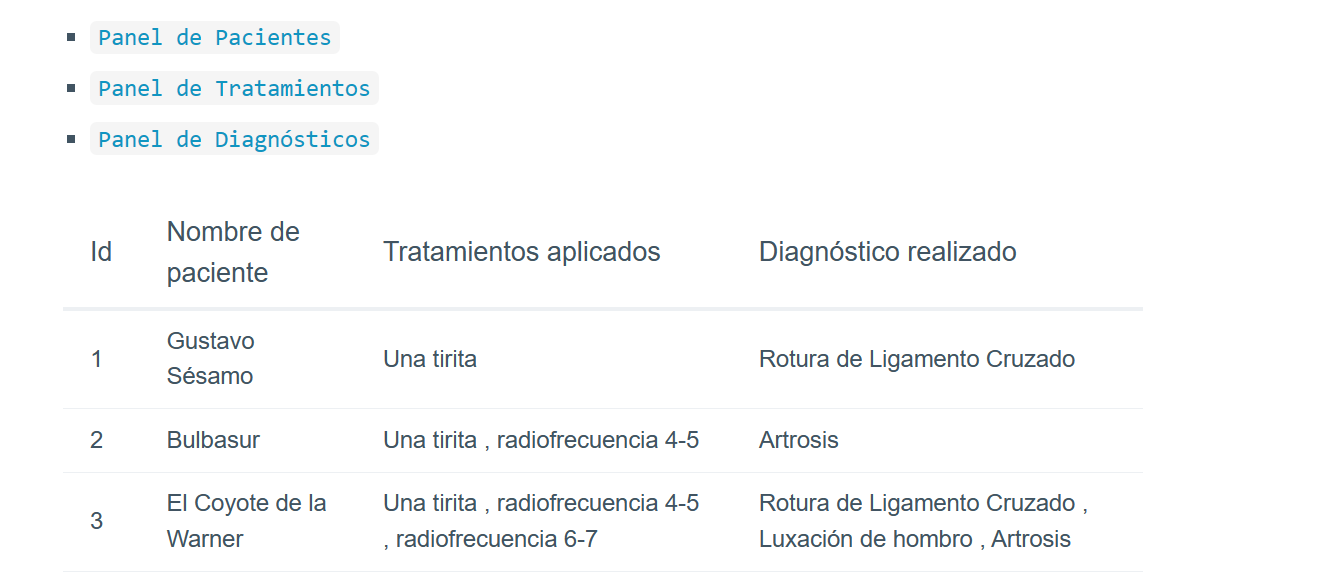 Panel de Pacientes
Panel de Tratamientos
Panel de Diagnósticos
Id Nombre de paciente Tratamientos aplicados Diagnóstico realizado
1 Gustavo Sésamo Una tirita Rotura de Ligamento Cruzado
2 Bulbasur Una tirita , radiofrecuencia 4-5 Artrosis
3 El Coyote de la Warner Una tirita , radiofrecuencia 4-5 , radiofrecuencia 6-7 Rotura de Ligamento Cruzado , Luxación de hombro , Artrosis